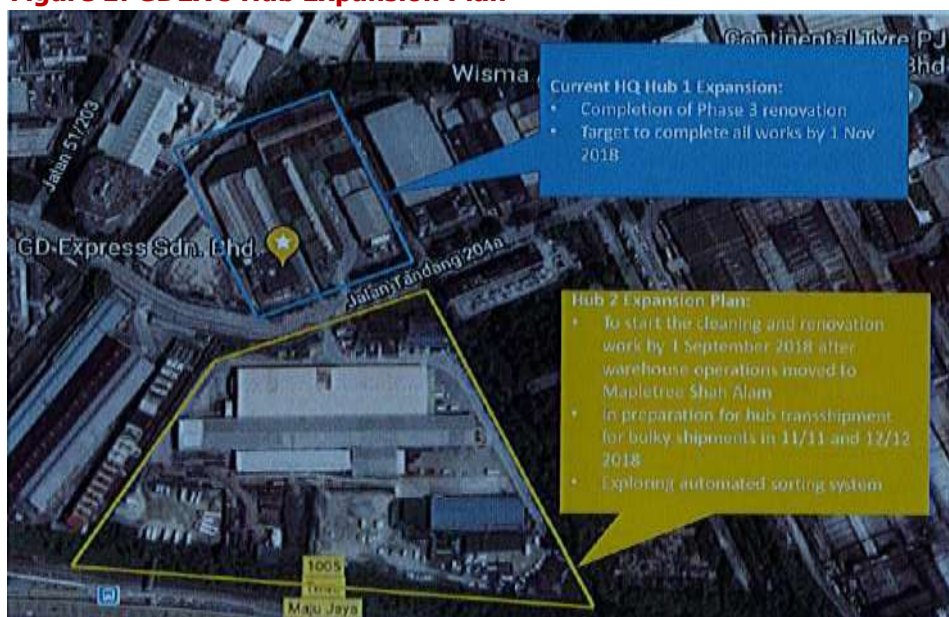 Continental Tyre PJ
Wisma
Bhd
Current HQ Hub 1 Expansion:
• Completion of Phase 3 renovation
• Target to complete all works by 1 Nov
2018
Jalan 51/203
GD Express Sdn. Bhd.
Jalan Tandang 204a
Hub 2 Expansion Plan:
• To start the cleaning and renovation
work by 1 September 2018 after
warehouse operations moved to
Mapletree Shah Alam
• In preparation for hub transshipment
for bulky shipments in 11/11 and 12/12
2018
• Exploring automated sorting system
1005
Maju Jaya